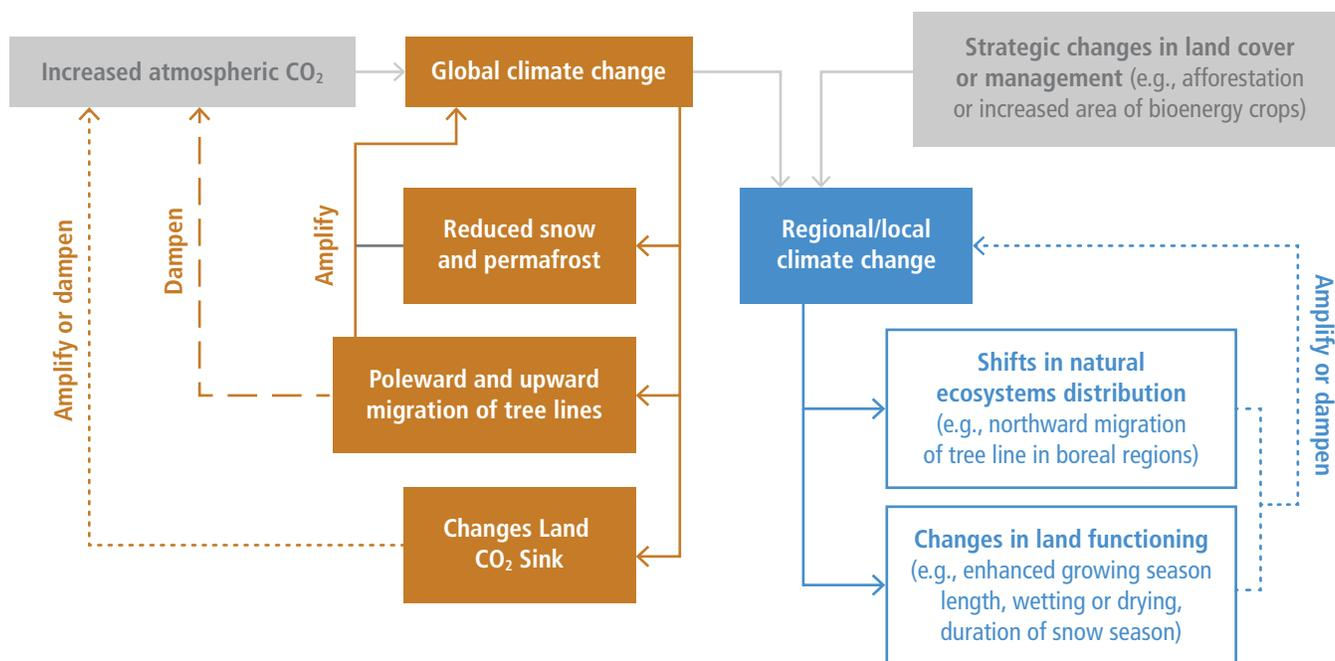 Increased atmospheric CO₂
Global climate change
Strategic changes in land cover
or management (e.g., afforestation
or increased area of bioenergy crops)
Amplify or dampen
Dampen
Amplify
Reduced snow
and permafrost
Poleward and upward
migration of tree lines
Changes Land
CO₂ Sink
Regional/local
climate change
Shifts in natural
ecosystems distribution
(e.g., northward migration
of tree line in boreal regions)
Changes in land functioning
(e.g., enhanced growing season
length, wetting or drying,
duration of snow season)
Amplify or dampen